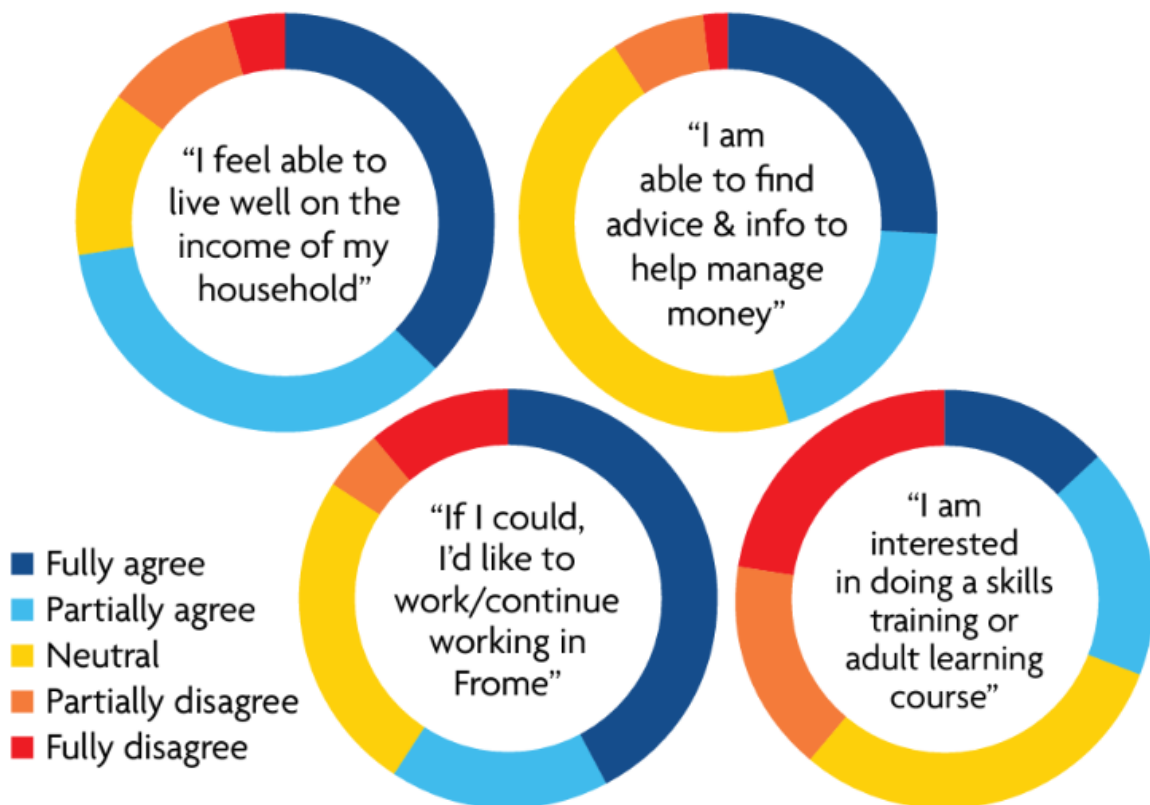 “I feel able to
live well on the
income of my
household”
“I am
able to find
advice & info to
help manage
money”
“If I could,
I’d like to
work/continue
working in
Frome”
“I am
interested
in doing a skills
training or
adult learning
course”
Fully agree
Partially agree
Neutral
Partially disagree
Fully disagree